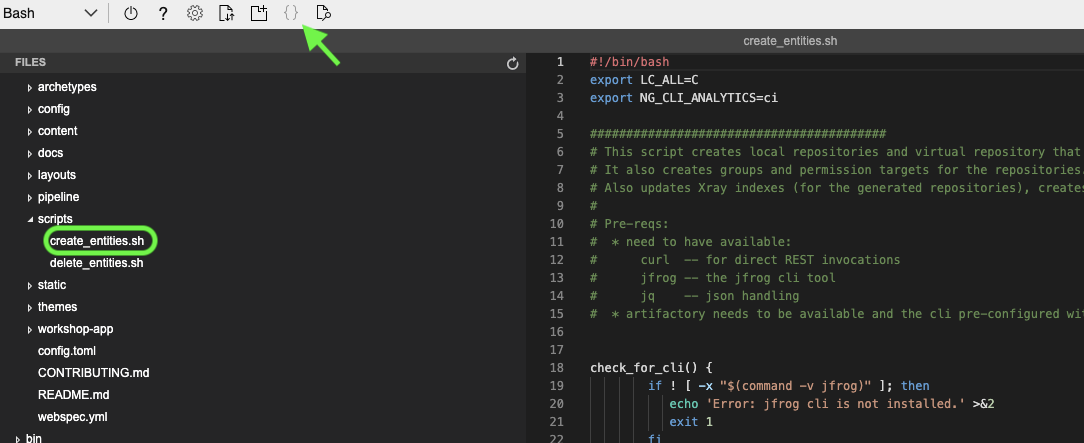 Bash
?
{}
create_entities.sh
FILES
archetypes
config
content
docs
layouts
pipeline
scripts
create_entities.sh
delete_entities.sh
static
themes
workshop-app
config.toml
CONTRIBUTING.md
README.md
webspec.yml
bin
1 #!/bin/bash
2 export LC_ALL=C
3 export NG_CLI_ANALYTICS=ci
4
5 #########################################
6 # This script creates local repositories and virtual repository that
7 # It also creates groups and permission targets for the repositories.
8 # Also updates Xray indexes (for the generated repositories), creates
9 #
10 # Pre-reqs:
11 #  * need to have available:
12 #      curl  -- for direct REST invocations
13 #      jfrog -- the jfrog cli tool
14 #      jq    -- json handling
15 #  * artifactory needs to be available and the cli pre-configured wi
16
17
18 check_for_cli() {
19         if ! [ -x "$(command -v jfrog)" ]; then
20            echo 'Error: jfrog cli is not installed.' >&2
21            exit 1
22         fi